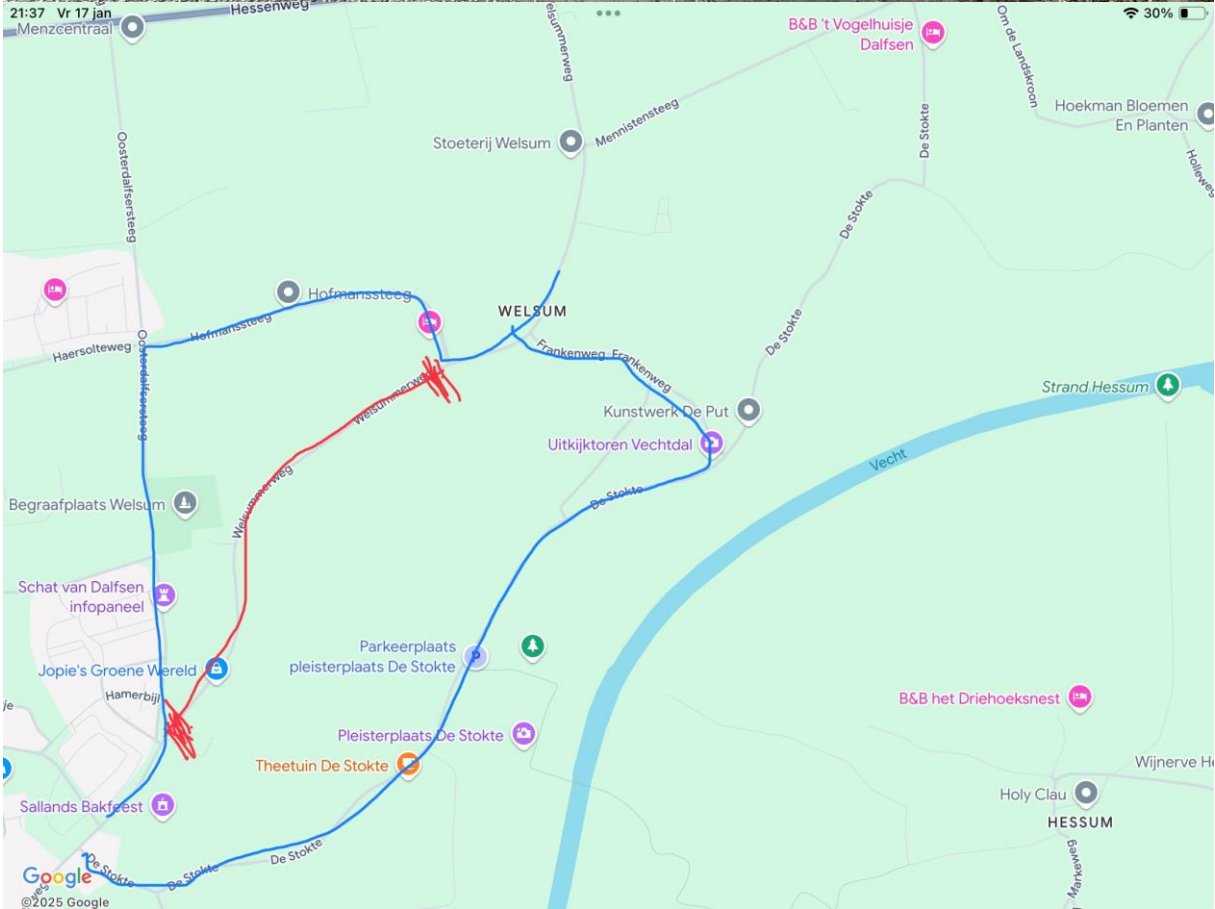 21:37 Vr 17 jan
30%
Hessenweg
Menzcentraal
B&B 't Vogelhuisje
Dalfsen
Om de Landskroon
Hoekman Bloemen
En Planten
Holleweg
Mennistensteeg
Stoeterij Welsum
Oosterdalfsersteeg
De Stokte
De Stokte
Hofmanssteeg
WELSUM
Hofmanssteeg
Haersolteweg
Oosterdalfsersteeg
Frankenweg
Frankenweg
De Stokte
Strand Hessum
Welsummerweg
Kunstwerk De Put
Uitkijktoren Vechtdal
Vecht
Welsummerweg
Begraafplaats Welsum
De Stokte
Schat van Dalfsen
infopaneel
Parkeerplaats
pleisterplaats De Stokte
P
Jopie's Groene Wereld
Hamerbijl
B&B het Driehoeksnest
Pleisterplaats De Stokte
Theetuin De Stokte
Wijnerve He
Sallands Bakfeest
Holy Clau
HESSUM
De Stokte
De Stokte
De Stokte
Markeweg
Google
©2025 Google